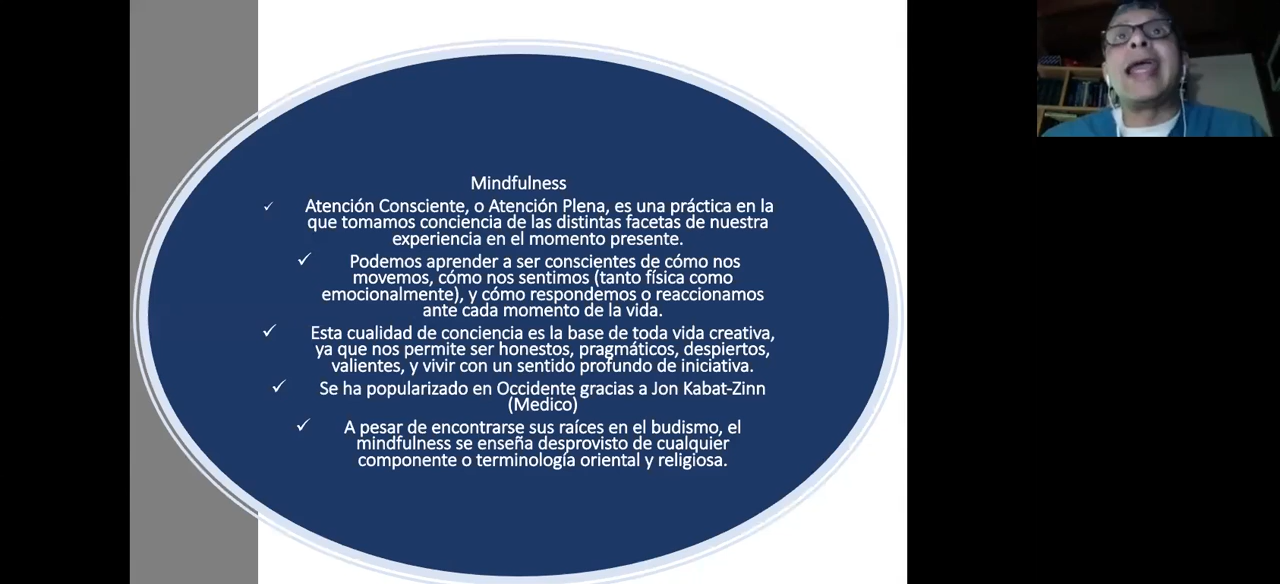 Mindfulness
✓ Atención Consciente, o Atención Plena, es una práctica en la
que tomamos conciencia de las distintas facetas de nuestra
experiencia en el momento presente.
✓ Podemos aprender a ser conscientes de cómo nos
movemos, cómo nos sentimos (tanto física como
emocionalmente), y cómo respondemos o reaccionamos
ante cada momento de la vida.
✓ Esta cualidad de conciencia es la base de toda vida creativa,
ya que nos permite ser honestos, pragmáticos, despiertos,
valientes, y vivir con un sentido profundo de iniciativa.
✓ Se ha popularizado en Occidente gracias a Jon Kabat-Zinn
(Medico)
✓ A pesar de encontrarse sus raíces en el budismo, el
mindfulness se enseña desprovisto de cualquier
componente o terminología oriental y religiosa.